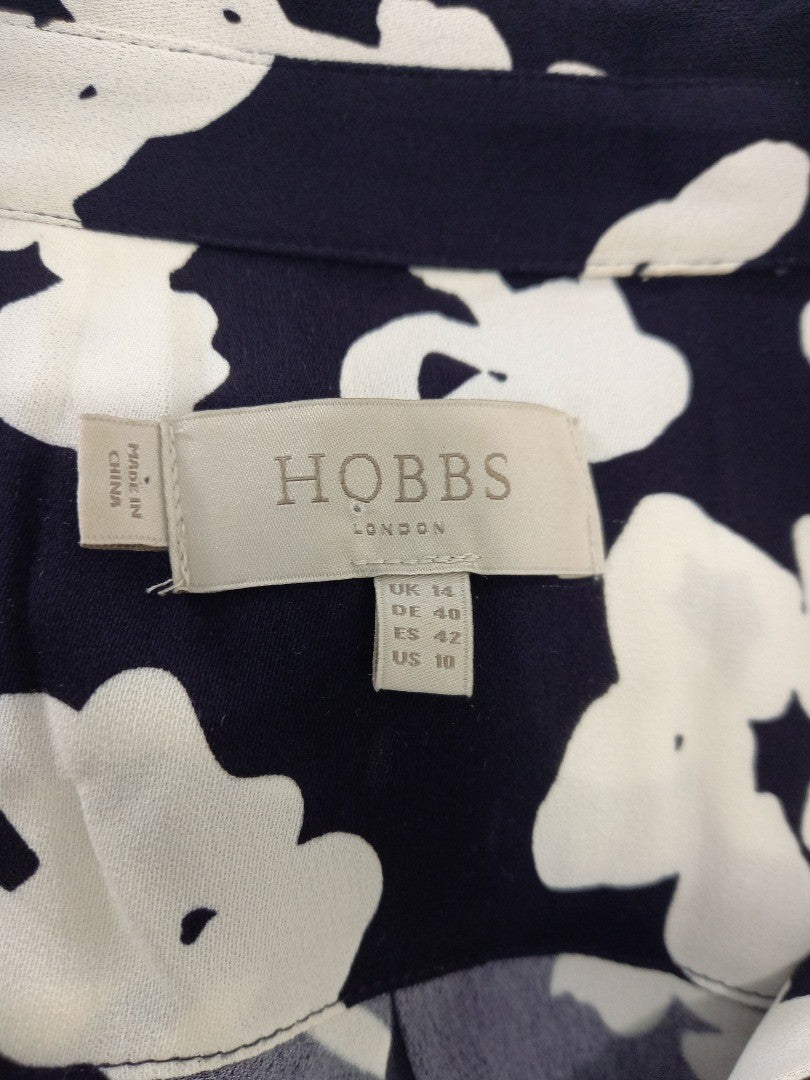 MADE IN
CHINA
HOBBS
LONDON
UK 14
DE 40
ES 42
US 10